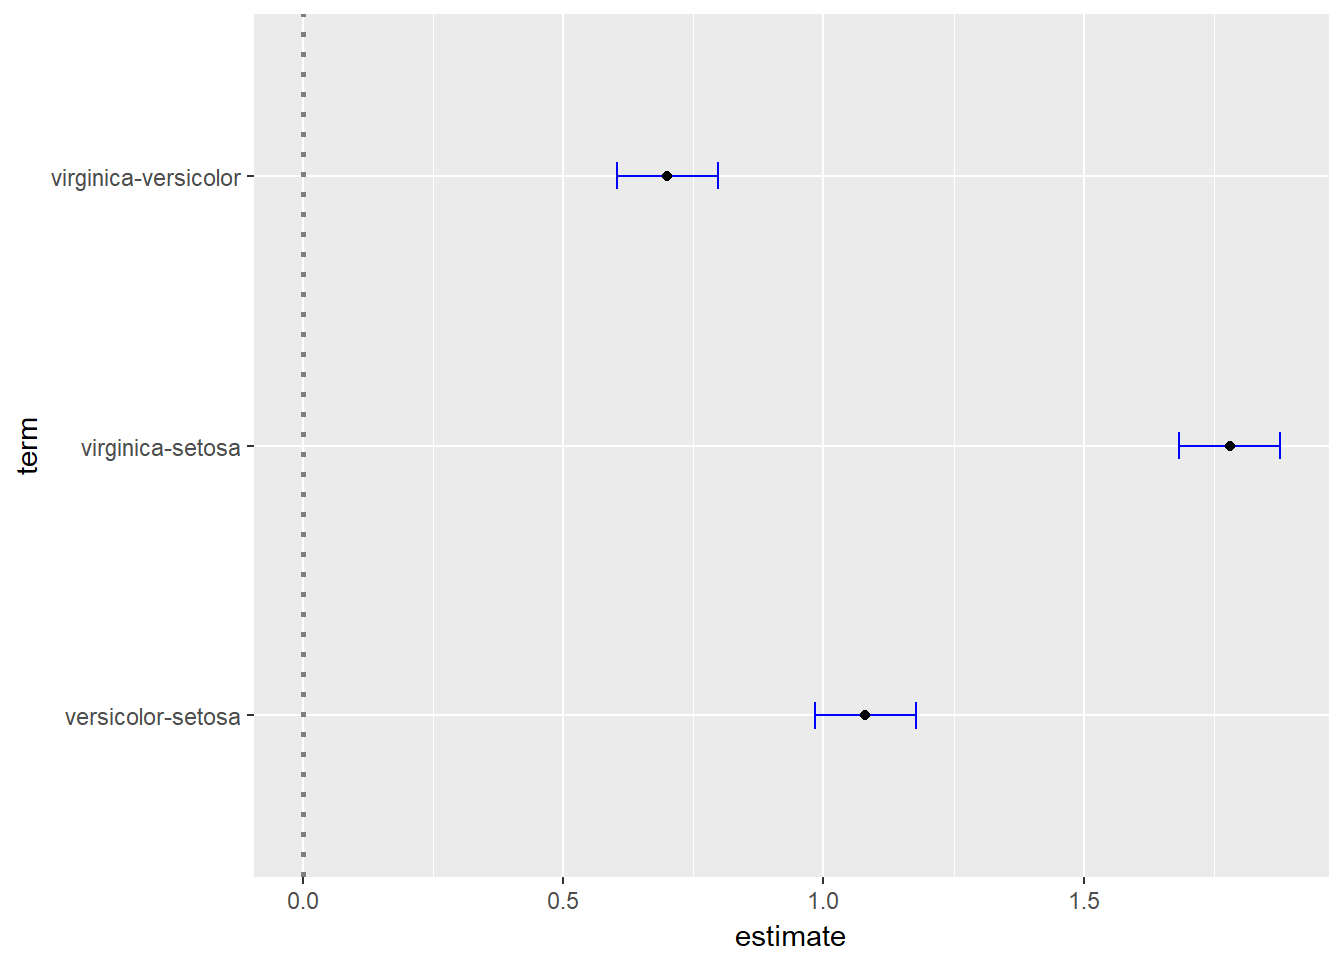 virginica-versicolor
virginica-setosa
versicolor-setosa
term
0.0 0.5 1.0 1.5
estimate